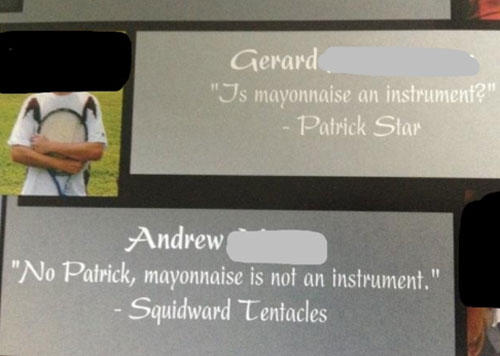 Gerard
"Is mayonnaise an instrument?"
- Patrick Star
Andrew
"No Patrick, mayonnaise is not an instrument."
- Squidward Tentacles